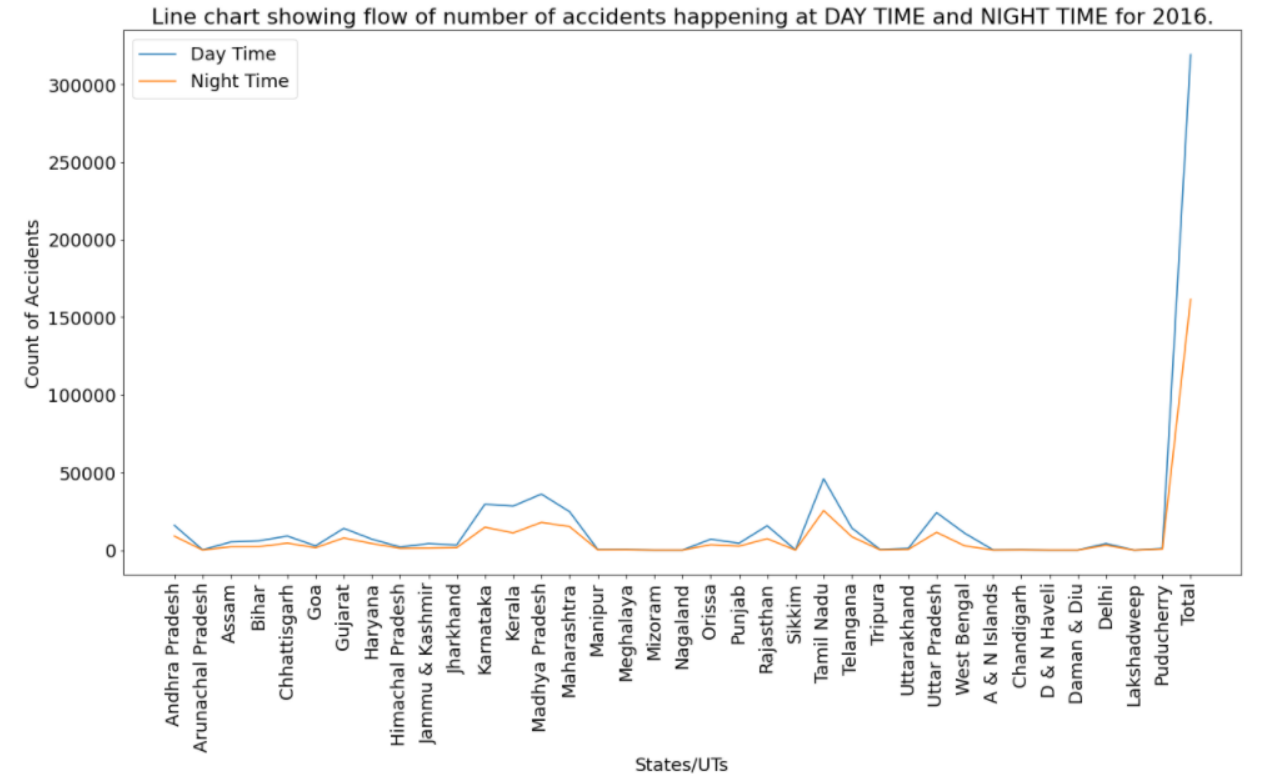 Line chart showing flow of number of accidents happening at DAY TIME and NIGHT TIME for 2016.
Day Time
Night Time
Count of Accidents
300000
250000
200000
150000
100000
50000
0
Andhra Pradesh
Arunachal Pradesh
Assam
Bihar
Chhattisgarh
Goa
Gujarat
Haryana
Himachal Pradesh
Jammu & Kashmir
Jharkhand
Karnataka
Kerala
Madhya Pradesh
Maharashtra
Manipur
Meghalaya
Mizoram
Nagaland
Orissa
Punjab
Rajasthan
Sikkim
Tamil Nadu
Telangana
Tripura
Uttarakhand
Uttar Pradesh
West Bengal
A & N Islands
Chandigarh
D & N Haveli
Daman & Diu
Delhi
Lakshadweep
Puducherry
Total
States/UTs